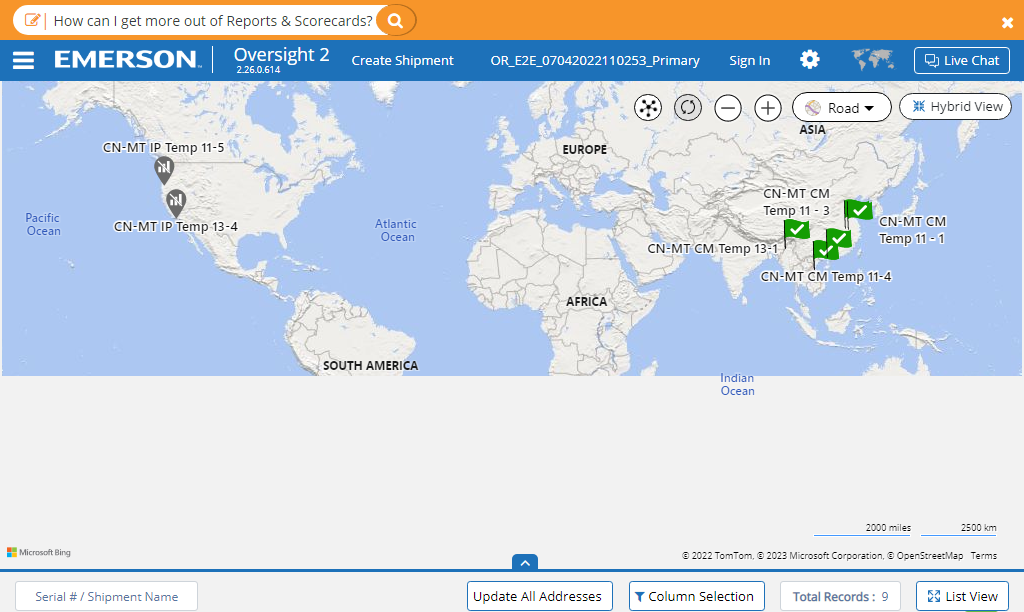 How can I get more out of Reports & Scorecards?
EMERSON
Oversight 2
2.26.0.614
Create Shipment
OR_E2E_07042022110253_Primary
Sign In
Live Chat
Road
Hybrid View
ASIA
EUROPE
CN-MT IP Temp 11-5
CN-MT CM
Temp 11 - 3
Pacific
Ocean
CN-MT IP Temp 13-4
Atlantic
Ocean
CN-MT CM
Temp 11 - 1
CN-MT CM Temp 13-1
CN-MT CM Temp 11-4
AFRICA
SOUTH AMERICA
Indian
Ocean
2000 miles
2500 km
Microsoft Bing
© 2022 TomTom, © 2023 Microsoft Corporation, © OpenStreetMap Terms
Serial # / Shipment Name
Update All Addresses
Column Selection
Total Records : 9
List View